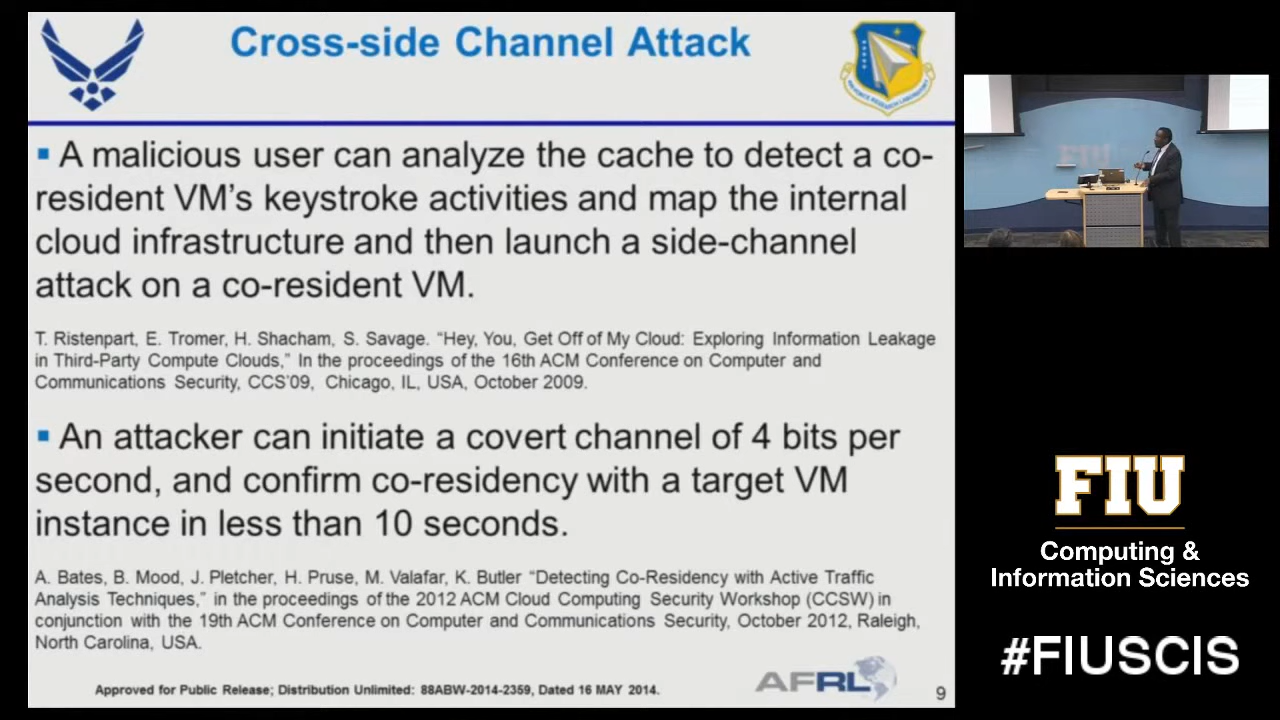 Cross-side Channel Attack
▪ A malicious user can analyze the cache to detect a co-
resident VM’s keystroke activities and map the internal
cloud infrastructure and then launch a side-channel
attack on a co-resident VM.
T. Ristenpart, E. Tromer, H. Shacham, S. Savage. “Hey, You, Get Off of My Cloud: Exploring Information Leakage
in Third-Party Compute Clouds,” In the proceedings of the 16th ACM Conference on Computer and
Communications Security, CCS’09, Chicago, IL, USA, October 2009.
▪ An attacker can initiate a covert channel of 4 bits per
second, and confirm co-residency with a target VM
instance in less than 10 seconds.
A. Bates, B. Mood, J. Pletcher, H. Pruse, M. Valafar, K. Butler “Detecting Co-Residency with Active Traffic
Analysis Techniques,” in the proceedings of the 2012 ACM Cloud Computing Security Workshop (CCSW) in
conjunction with the 19th ACM Conference on Computer and Communications Security, October 2012, Raleigh,
North Carolina, USA.
Approved for Public Release; Distribution Unlimited: 88ABW-2014-2359, Dated 16 MAY 2014.
AFRL
9
AIR FORCE RESEARCH LABORATORY
FIU
FIU
Computing &
Information Sciences
#FIUSCIS